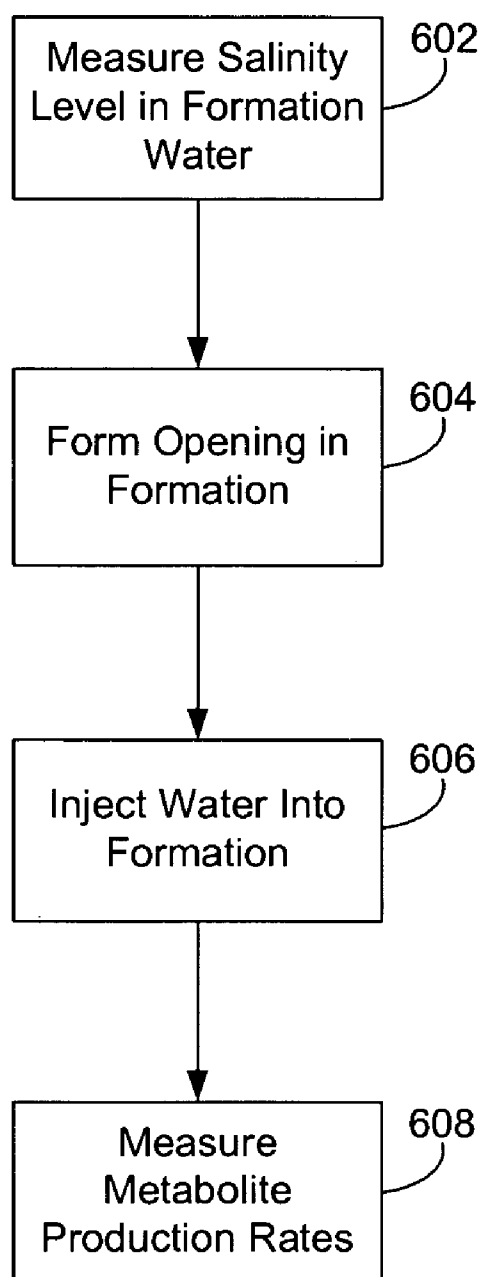 Measure Salinity
Level in Formation
Water
602
Form Opening in
Formation
604
Inject Water Into
Formation
606
Measure
Metabolite
Production Rates
608